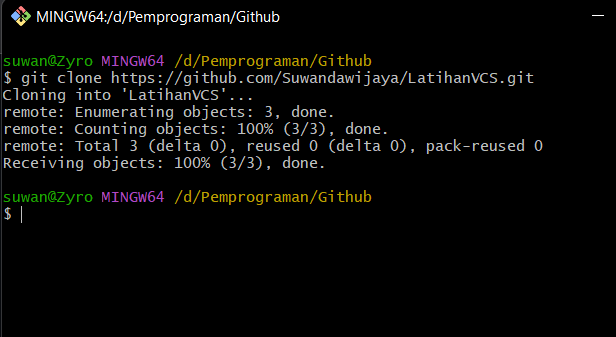 MINGW64:/d/Pemprograman/Github
suwan@Zyro MINGW64 /d/Pemprograman/Github
$ git clone https://github.com/Suwandawijaya/LatihanVCS.git
Cloning into 'LatihanVCS'...
remote: Enumerating objects: 3, done.
remote: Counting objects: 100% (3/3), done.
remote: Total 3 (delta 0), reused 0 (delta 0), pack-reused 0
Receiving objects: 100% (3/3), done.
suwan@Zyro MINGW64 /d/Pemprograman/Github
$